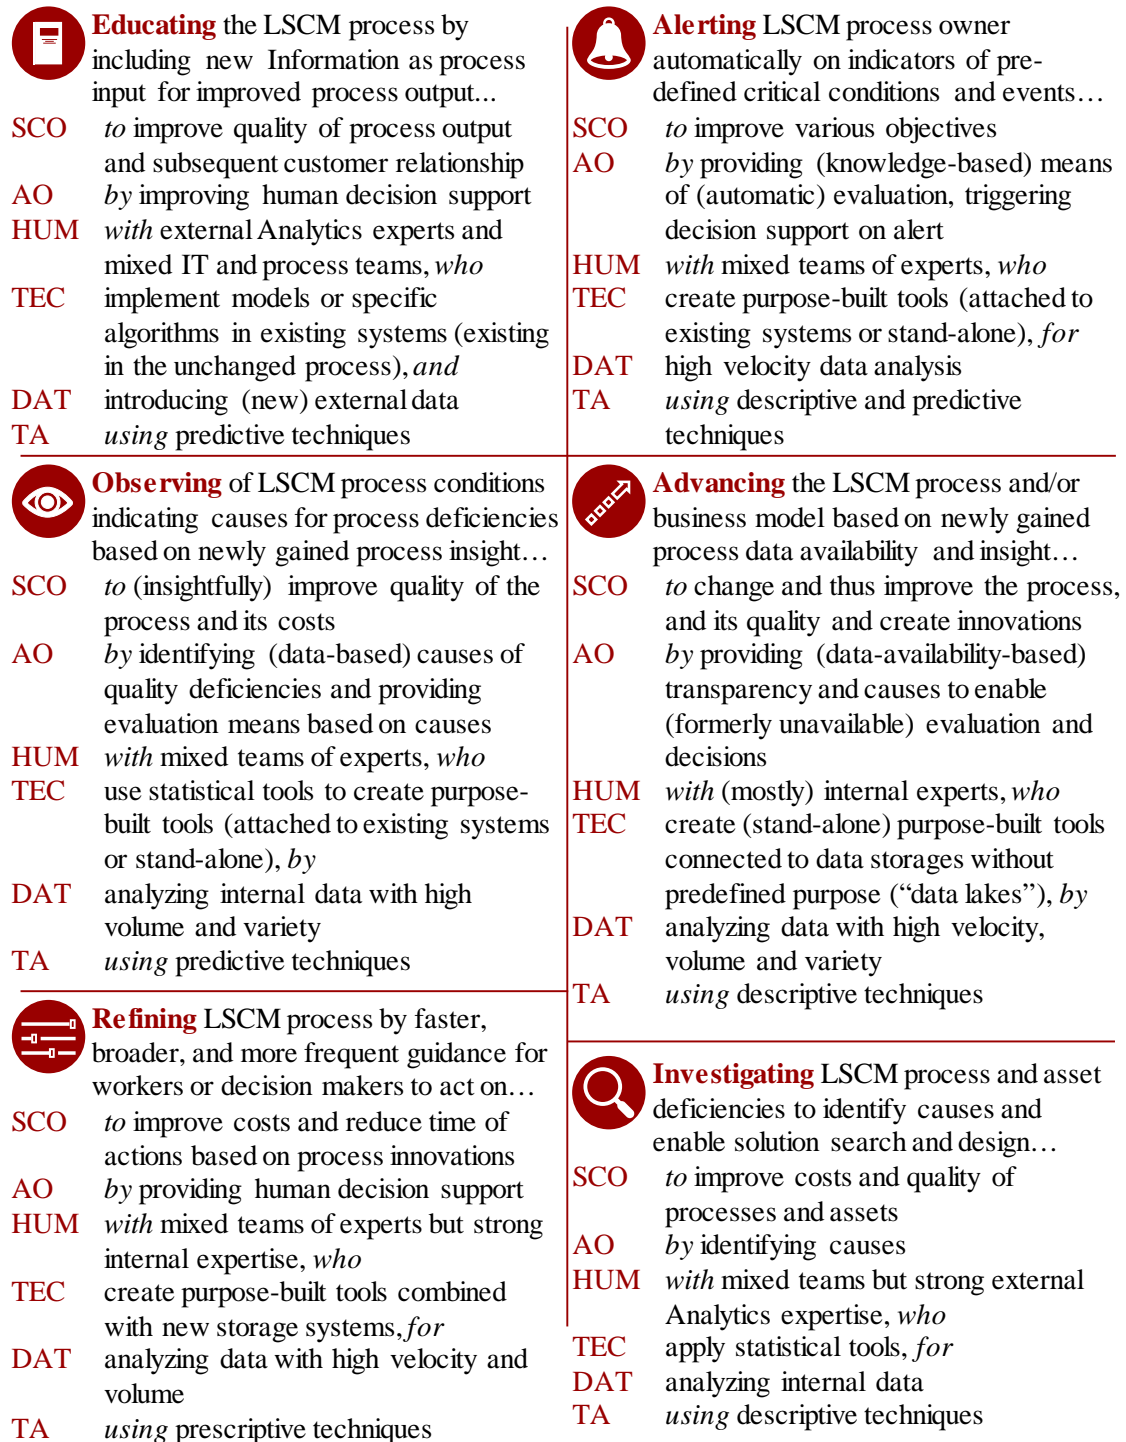 Educating the LSCM process by
including new Information as process
input for improved process output...
SCO to improve quality of process output
and subsequent customer relationship
AO by improving human decision support
HUM with external Analytics experts and
mixed IT and process teams, who
TEC implement models or specific
algorithms in existing systems (existing
in the unchanged process), and
DAT introducing (new) external data
TA using predictive techniques
Observing of LSCM process conditions
indicating causes for process deficiencies
based on newly gained process insight…
SCO to (insightfully) improve quality of the
process and its costs
AO by identifying (data-based) causes of
quality deficiencies and providing
evaluation means based on causes
HUM with mixed teams of experts, who
TEC use statistical tools to create purpose-
built tools (attached to existing systems
or stand-alone), by
DAT analyzing internal data with high
volume and variety
TA using predictive techniques
Refining LSCM process by faster,
broader, and more frequent guidance for
workers or decision makers to act on…
SCO to improve costs and reduce time of
actions based on process innovations
AO by providing human decision support
HUM with mixed teams of experts but strong
internal expertise, who
TEC create purpose-built tools combined
with new storage systems, for
DAT analyzing data with high velocity and
volume
TA using prescriptive techniques
Alerting LSCM process owner
automatically on indicators of pre-
defined critical conditions and events…
SCO to improve various objectives
AO by providing (knowledge-based) means
of (automatic) evaluation, triggering
decision support on alert
HUM with mixed teams of experts, who
TEC create purpose-built tools (attached to
existing systems or stand-alone), for
DAT high velocity data analysis
TA using descriptive and predictive
techniques
Advancing the LSCM process and/or
business model based on newly gained
process data availability and insight…
SCO to change and thus improve the process,
and its quality and create innovations
AO by providing (data-availability-based)
transparency and causes to enable
(formerly unavailable) evaluation and
decisions
HUM with (mostly) internal experts, who
TEC create (stand-alone) purpose-built tools
connected to data storages without
predefined purpose (“data lakes”), by
DAT analyzing data with high velocity,
volume and variety
TA using descriptive techniques
Investigating LSCM process and asset
deficiencies to identify causes and
enable solution search and design…
SCO to improve costs and quality of
processes and assets
AO by identifying causes
HUM with mixed teams but strong external
Analytics expertise, who
TEC apply statistical tools, for
DAT analyzing internal data
TA using descriptive techniques